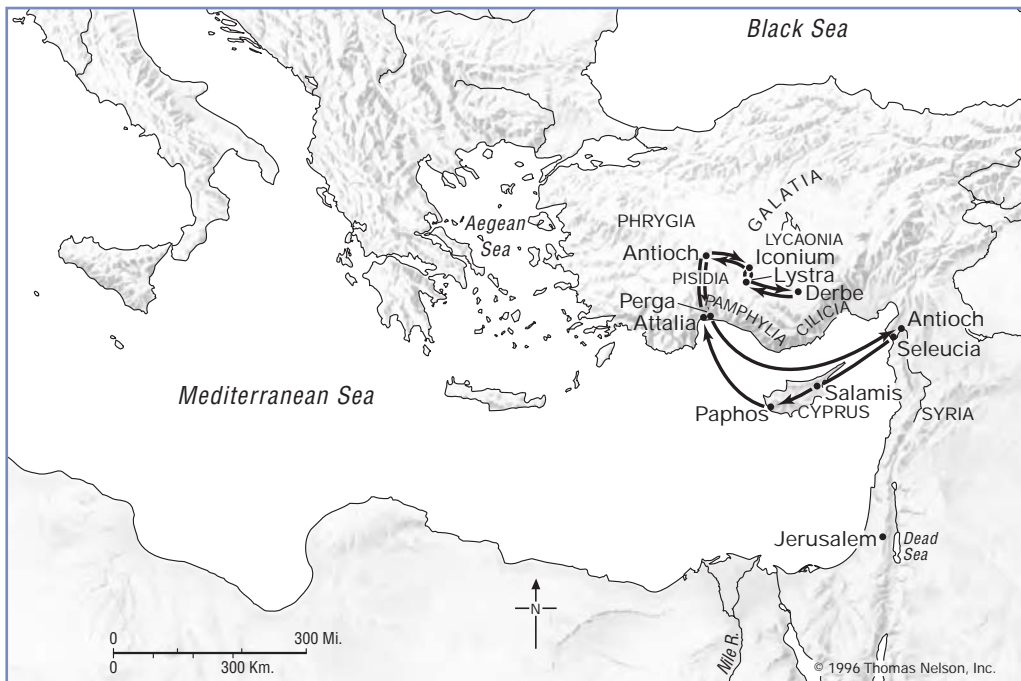 Black Sea
GALATIA
PHRYGIA
'Aegean
Sea
LYCAONIA
Antioch
Iconium
PISIDIA
Lystra
Derbe
Perga
PAMPHYLIA
CILICIA
Attalia
Antioch
Seleucia
Mediterranean Sea
Salamis
Paphos
CYPRUS
SYRIA
Jerusalem
Dead
Sea
N
0 300 Mi.
0 300 Km.
Nile R.
© 1996 Thomas Nelson, Inc.